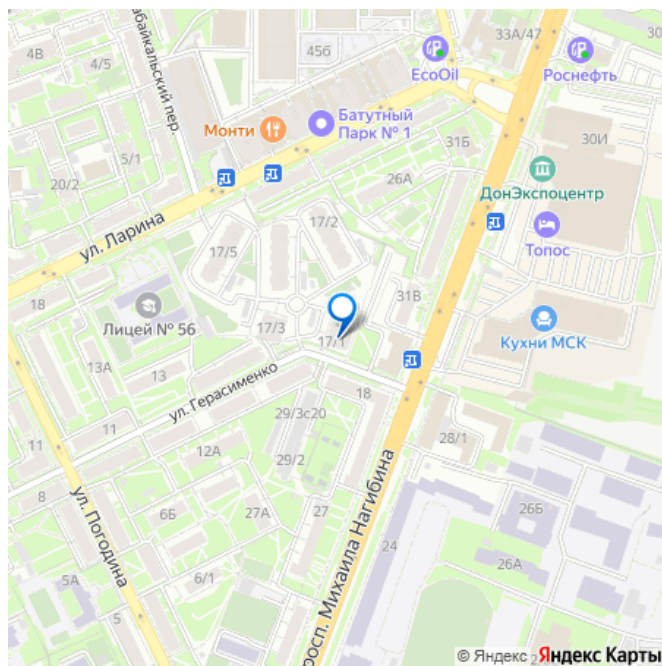 4В
4/5
абайкальский пер.
45б
33А/47
EcoOil
Роснефть
Монти
Батутный
Парк № 1
31Б
30И
5/1
20/2
26А
ДонЭкспоцентр
ул. Ларина
17/2
17/5
Топос
18
Лицей № 56
31В
17/3
17/1
Кухни МСК
13А
13
ул. Герасименко
18
11
11
29/3с20
28/1
12А
29/2
8
ул. Погодина
6Б
27А
27
26Б
24
26А
5А
6/1
росп. Михаила Нагибина
© Яндекс
Яндекс Карты